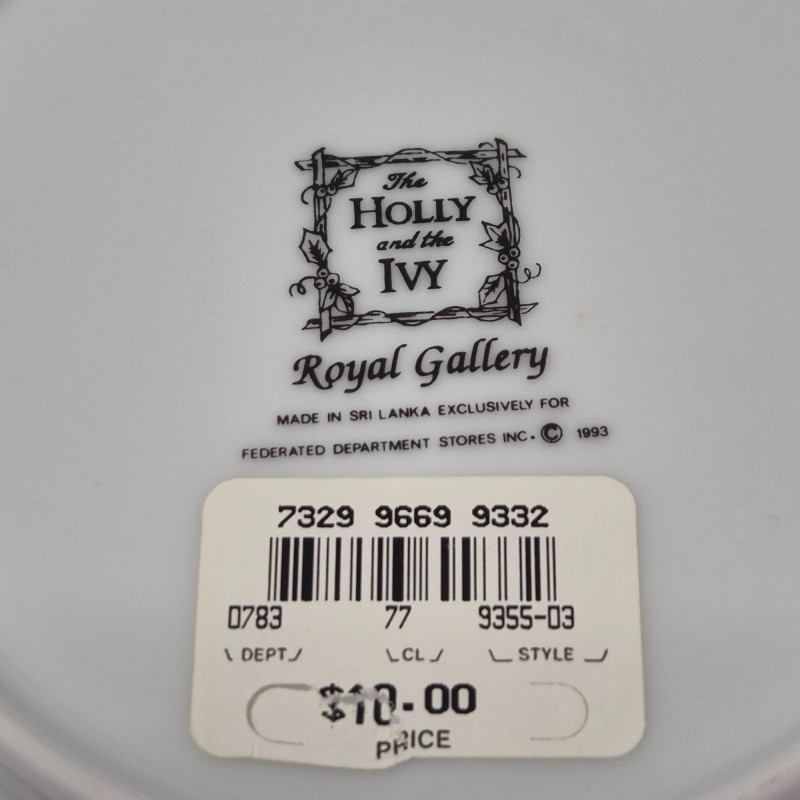 The
HOLLY
and the
IVY
Royal Gallery
MADE IN SRI LANKA EXCLUSIVELY FOR
FEDERATED DEPARTMENT STORES INC. © 1993
7329 9669 9332
0783 77 9355-03
DEPT CL STYLE
$10.00
PRICE